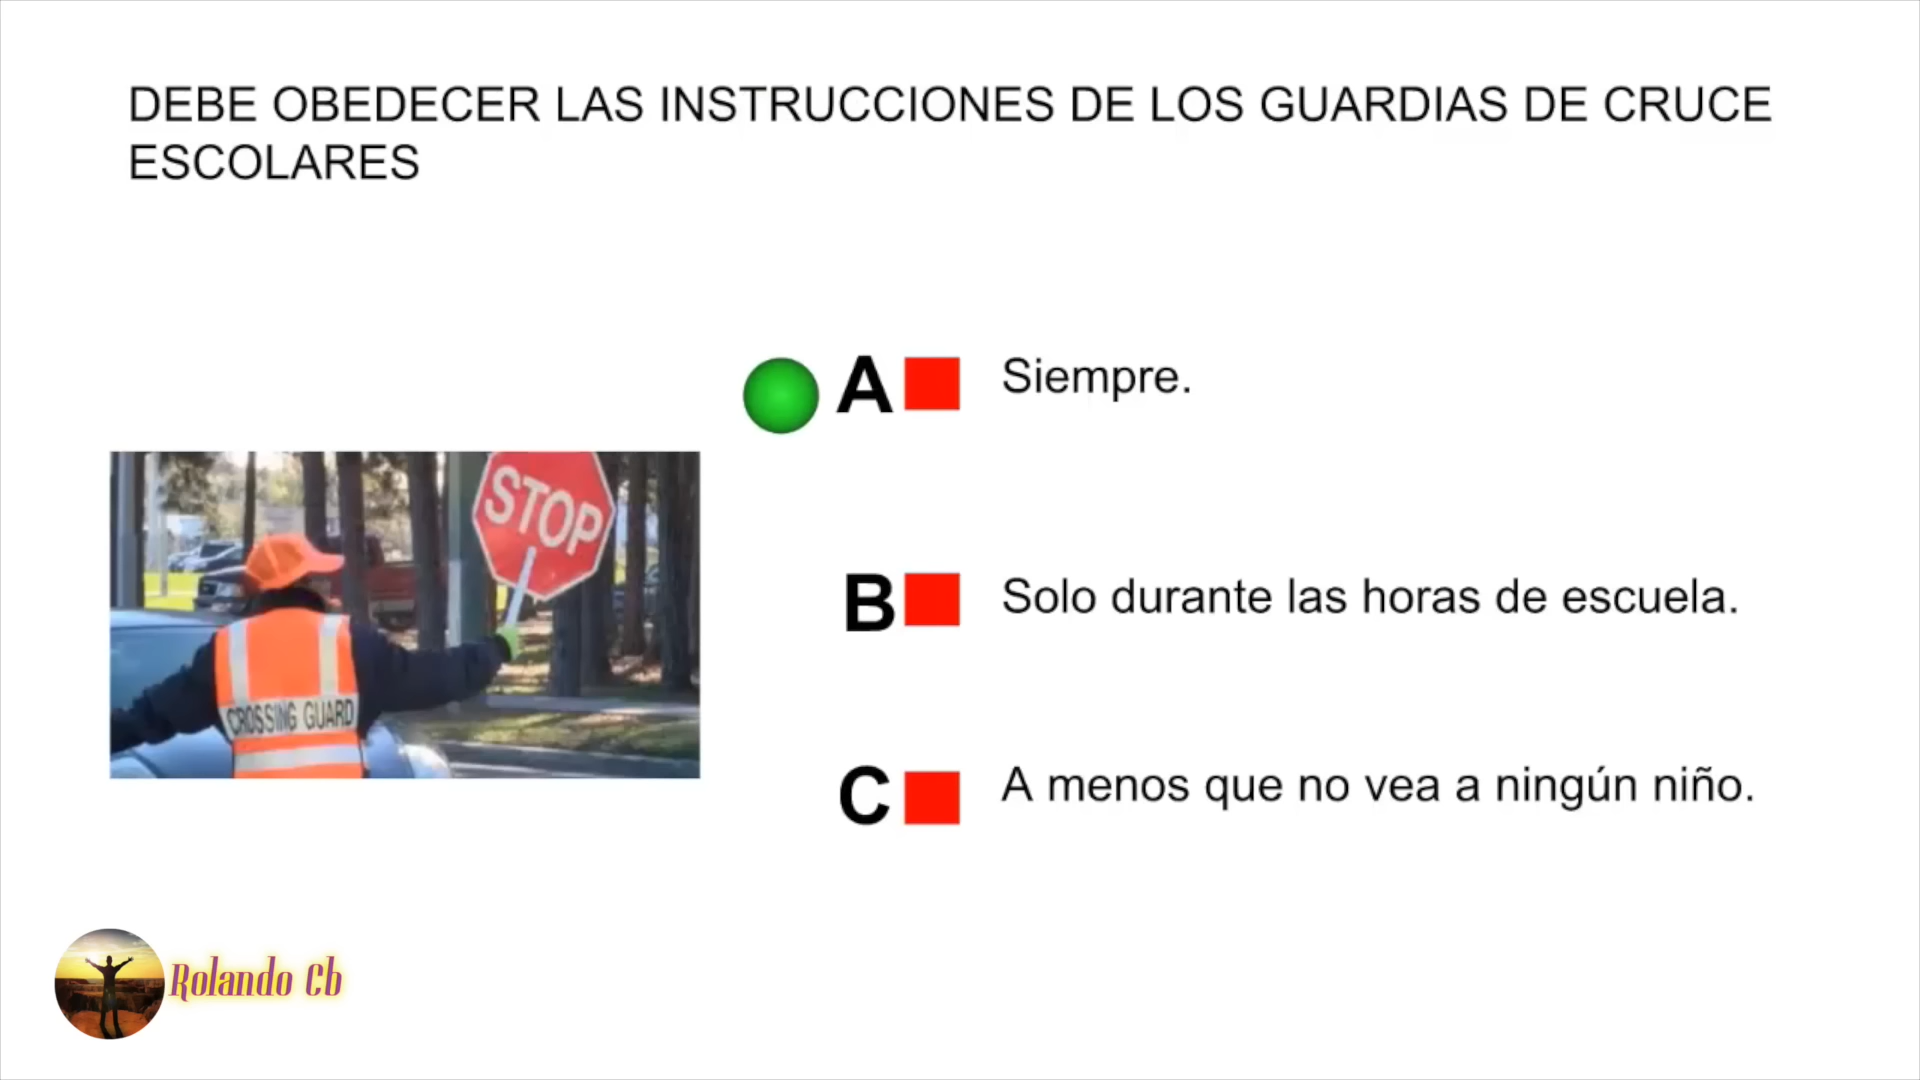 DEBE OBEDECER LAS INSTRUCCIONES DE LOS GUARDIAS DE CRUCE
ESCOLARES
A Siempre.
STOP
B Solo durante las horas de escuela.
CROSSING GUARD
C A menos que no vea a ningún niño.
Rolando Cb